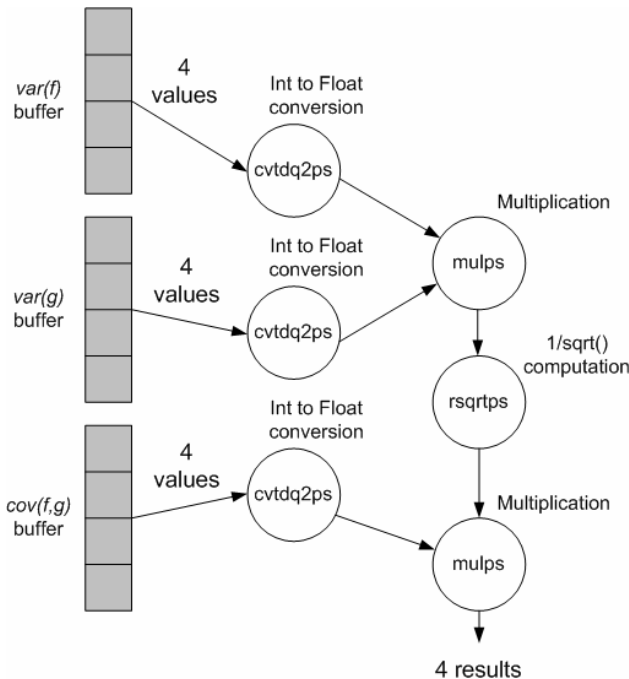 var(f)
buffer
4
values
Int to Float
conversion
cvtdq2ps
Multiplication
mulps
var(g)
buffer
4
values
Int to Float
conversion
cvtdq2ps
1/sqrt()
computation
rsqrtps
cov(f,g)
buffer
4
values
Int to Float
conversion
cvtdq2ps
Multiplication
mulps
4 results